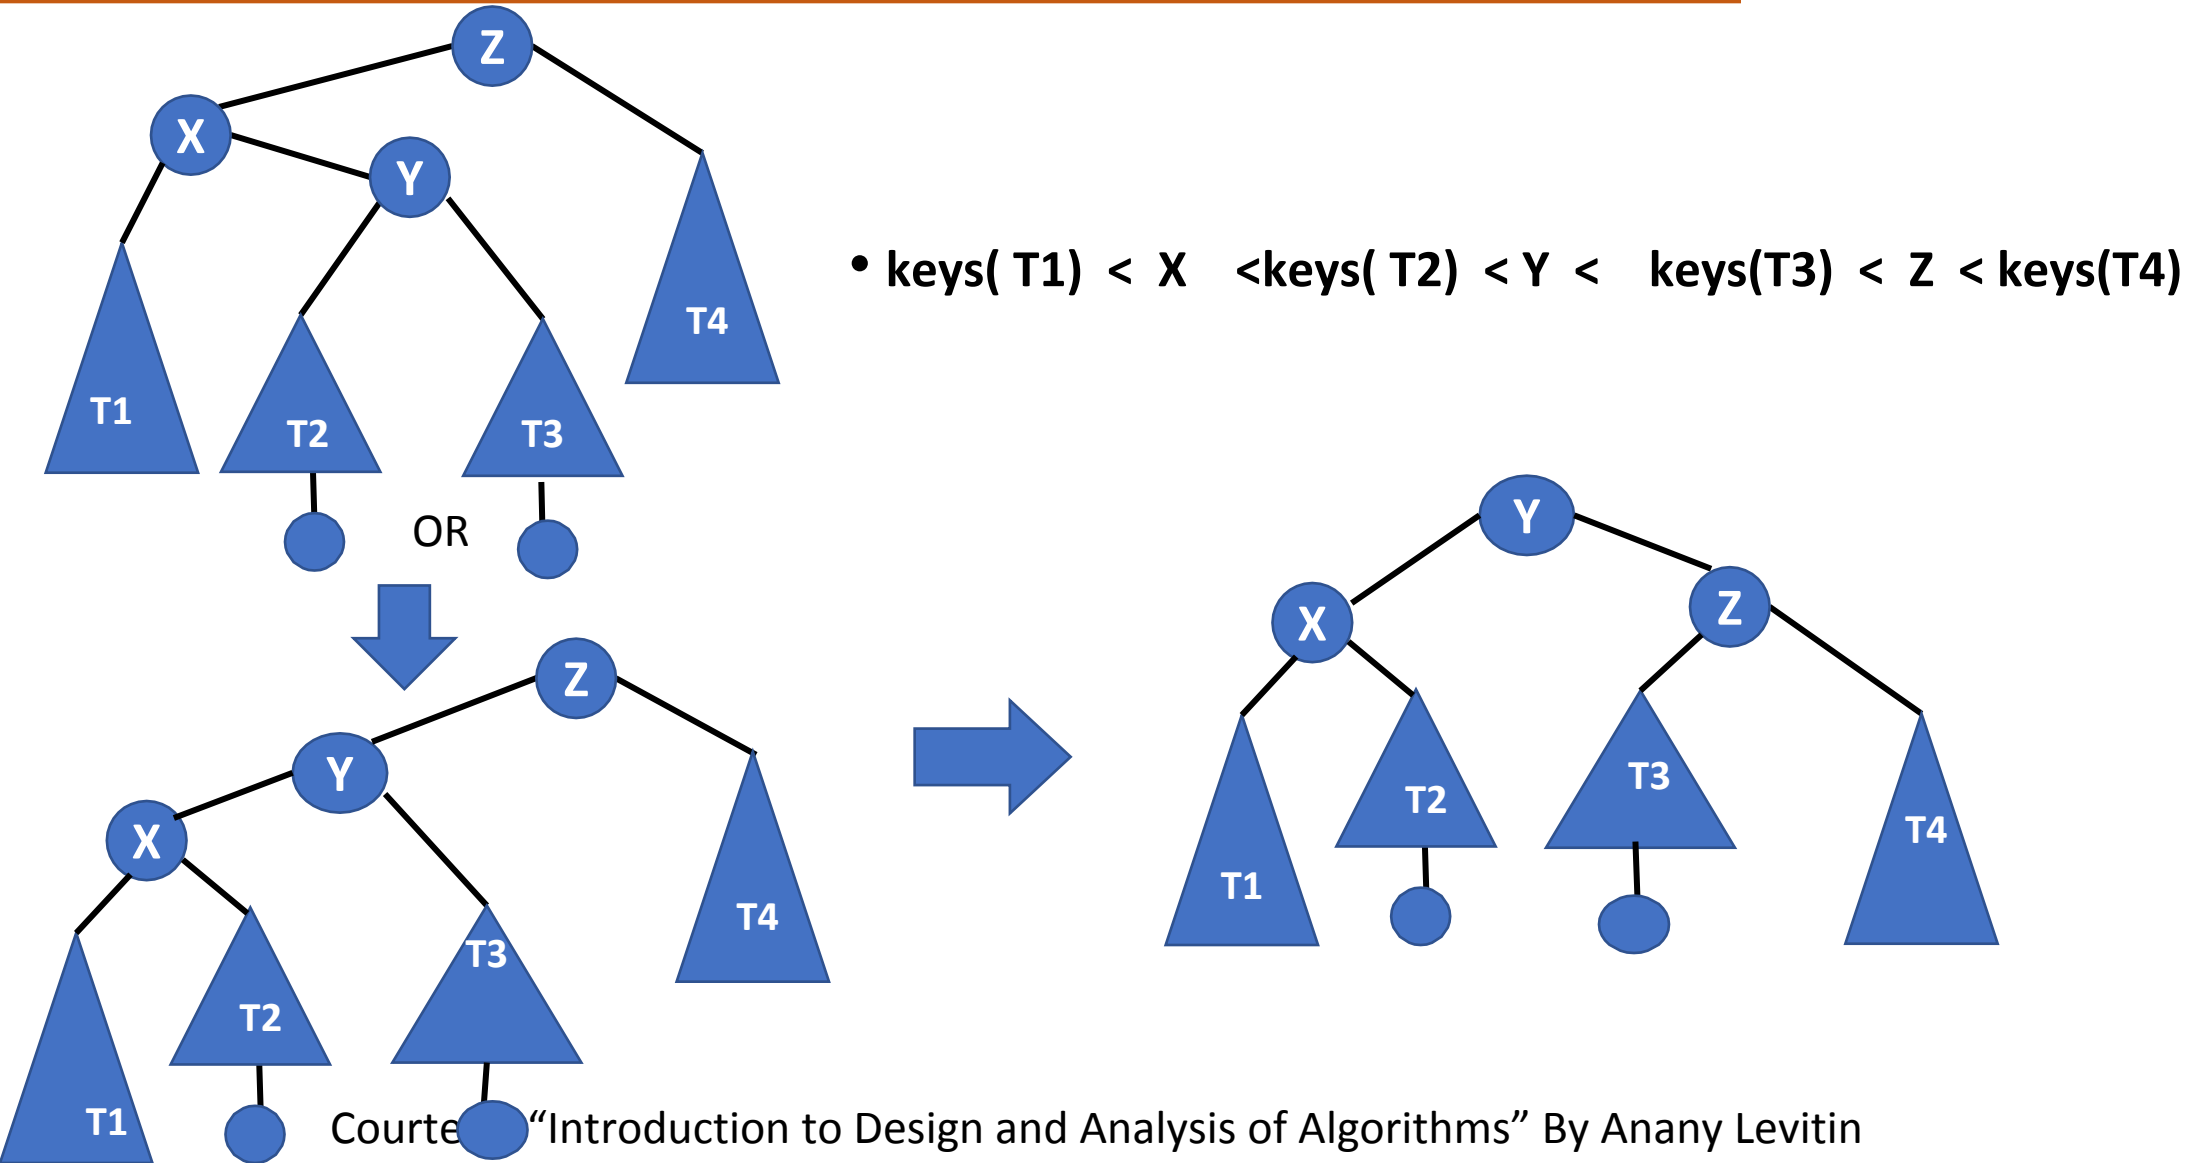 Z
X
Y
• keys( T1) < X <keys( T2) < Y < keys(T3) < Z < keys(T4)
T4
T1
T2
T3
OR
Z
Y
X
T3
T4
T2
T1
Y
Z
X
T3
T2
T4
T1
Courte “Introduction to Design and Analysis of Algorithms” By Anany Levitin